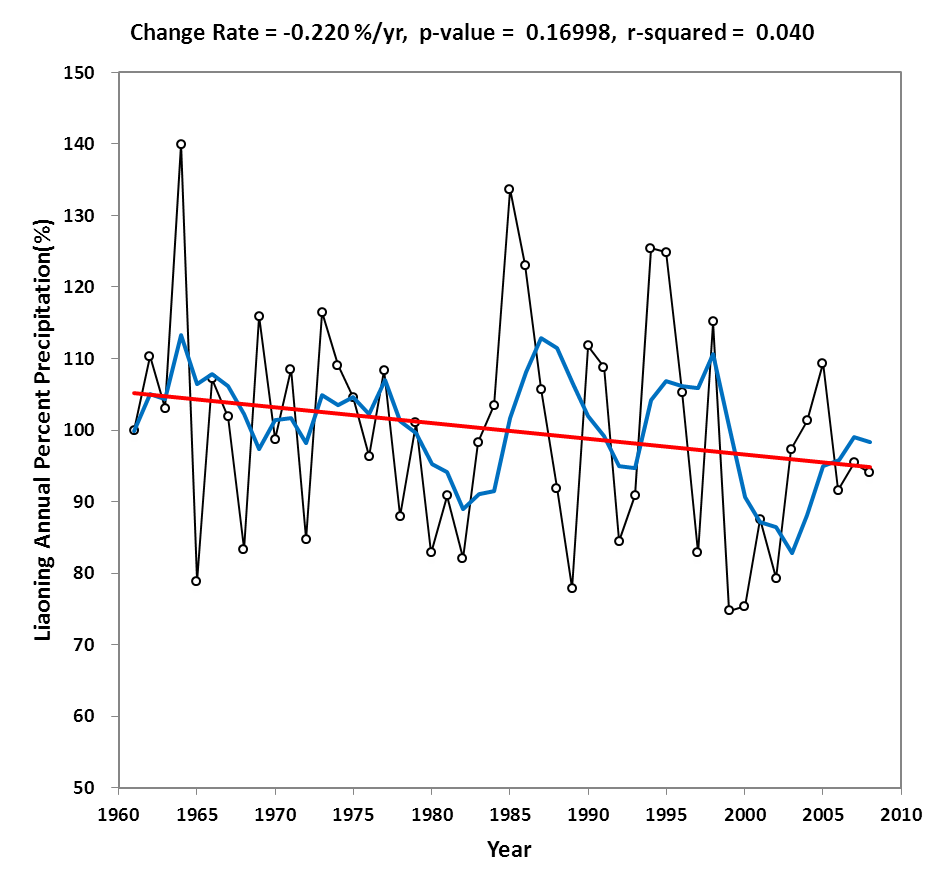 Change Rate = -0.220 %/yr, p-value = 0.16998, r-squared = 0.040
150
140
130
120
110
100
90
80
70
60
50
Liaoning Annual Percent Precipitation(%)
1960 1965 1970 1975 1980 1985 1990 1995 2000 2005 2010
Year